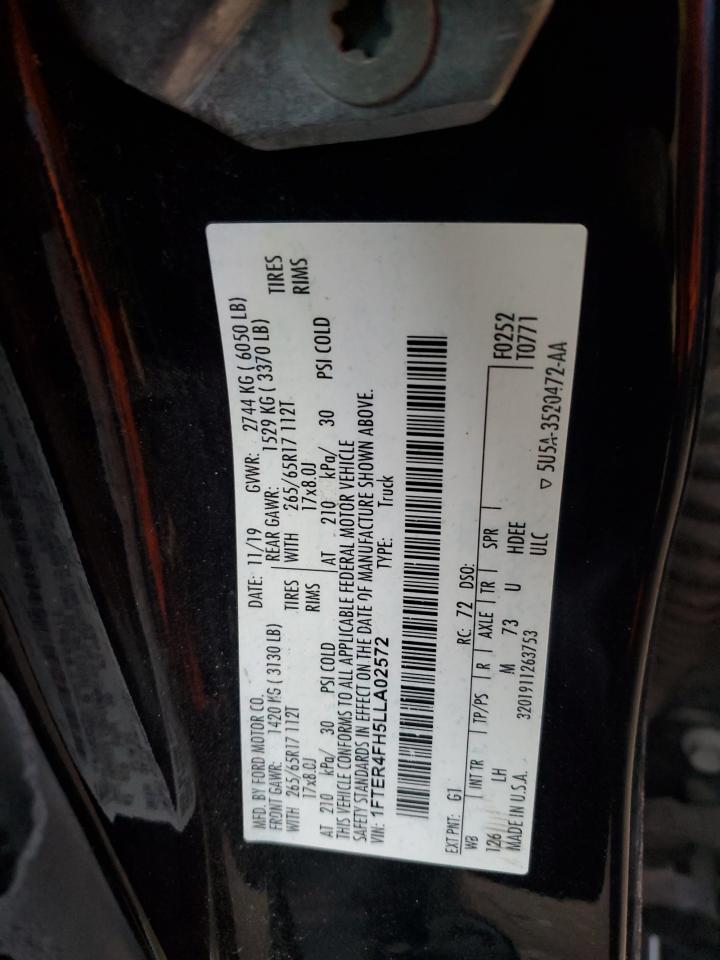 MFD. BY FORD MOTOR CO.
DATE: 11/19 GVWR: 2744 KG ( 6050 LB)
FRONT GAWR: 1420 KG ( 3130 LB) REAR GAWR: 1529 KG ( 3370 LB)
WITH 265/65R17 112T TIRES WITH 265/65R17 112T TIRES
17x8.0J RIMS 17x8.0J RIMS
AT 210 kPa/ 30 PSI COLD AT 210 kPa/ 30 PSI COLD
THIS VEHICLE CONFORMS TO ALL APPLICABLE FEDERAL MOTOR VEHICLE
SAFETY STANDARDS IN EFFECT ON THE DATE OF MANUFACTURE SHOWN ABOVE.
VIN: 1FTER4FH5LLA02572 TYPE: Truck
EXT PNT: G1 RC: 72 DSO: F0252
WB INT TR TP/PS R AXLE TR SPR T0771
126 LH M 73 U HDEE
MADE IN U.S.A. 3201911263753 ULC
▽ 5U5A-3520472-AA